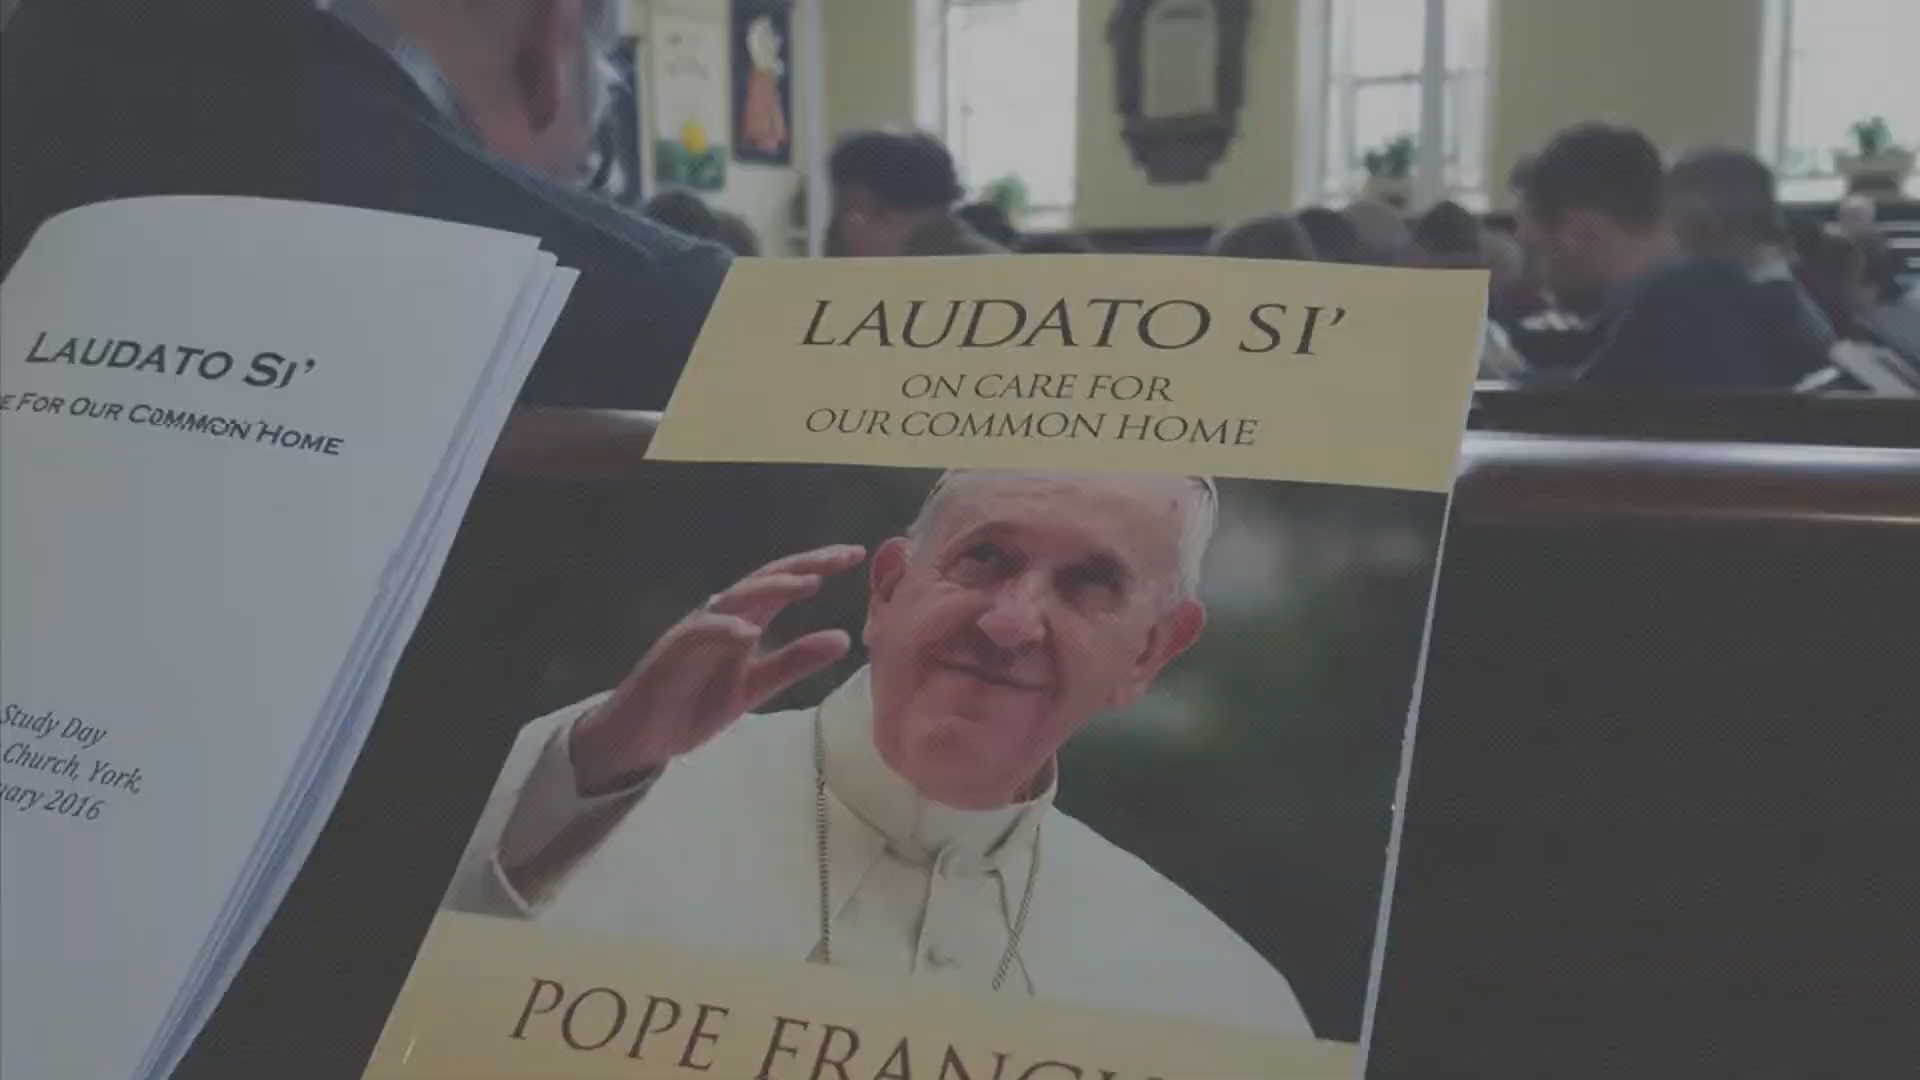 LAUDATO SI'
E FOR OUR COMMON HOME
Study Day
Church, York,
uary 2016
LAUDATO SI'
ON CARE FOR
OUR COMMON HOME
POPE FRANCI